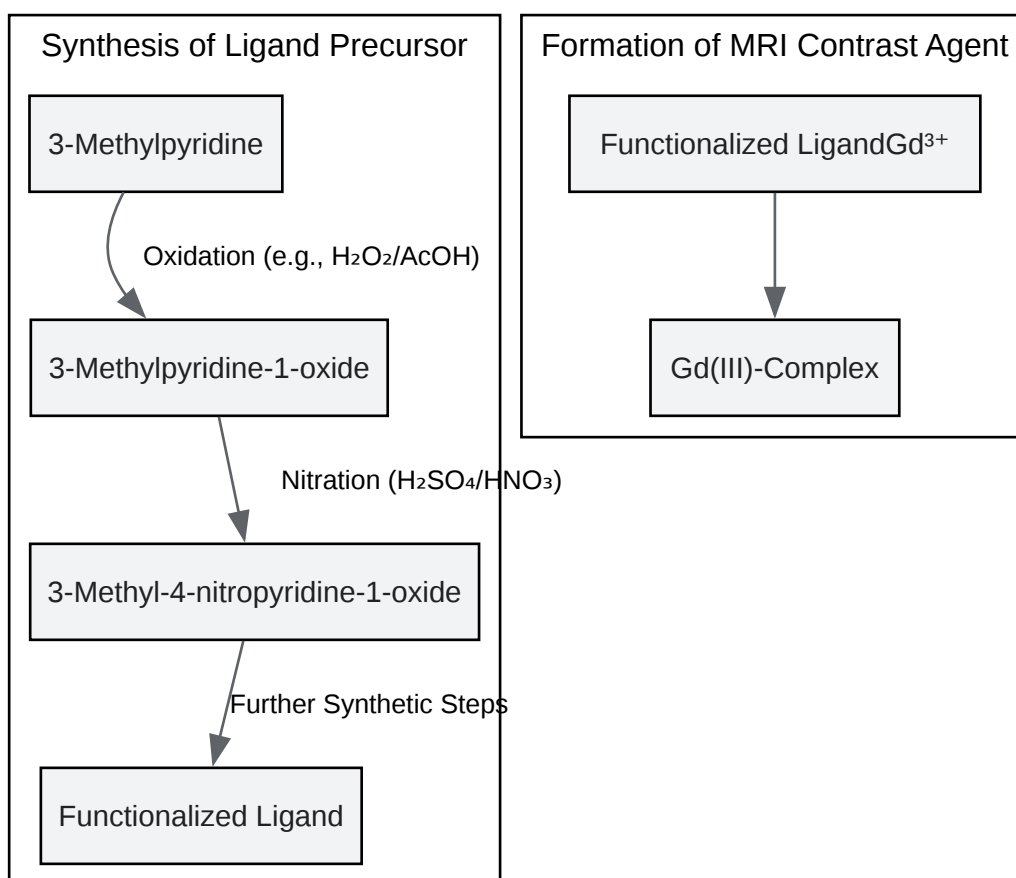 Synthesis of Ligand Precursor
3-Methylpyridine
Oxidation (e.g., H₂O₂/AcOH)
3-Methylpyridine-1-oxide
Nitration (H₂SO₄/HNO₃)
3-Methyl-4-nitropyridine-1-oxide
Further Synthetic Steps
Functionalized Ligand
Formation of MRI Contrast Agent
Functionalized LigandGd³⁺
Gd(III)-Complex